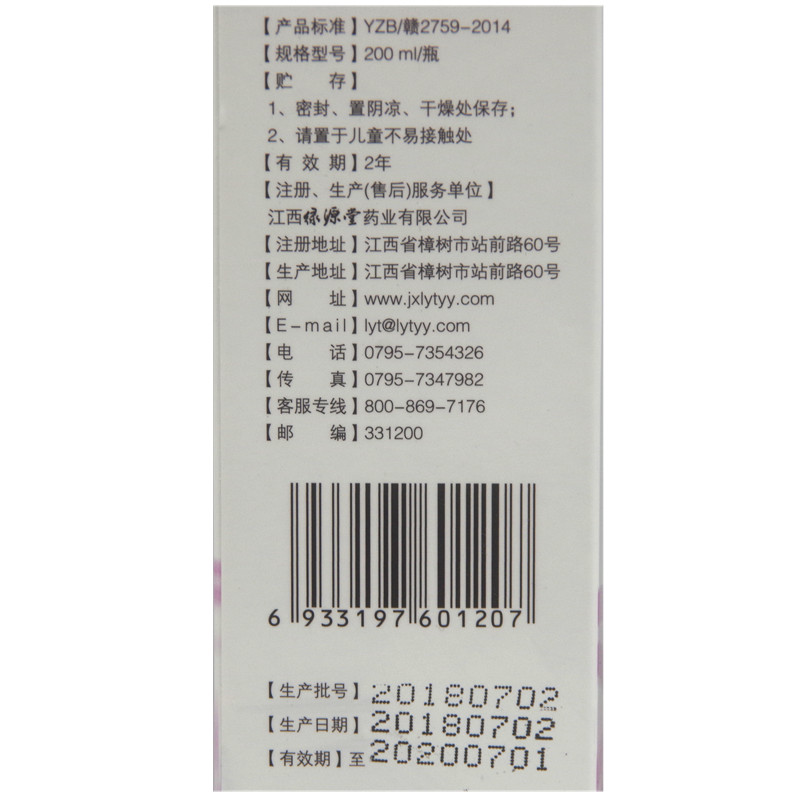 【产品标准】YZB/赣2759-2014
【规格型号】200 ml/瓶
【贮　　存】
1、密封、置阴凉、干燥处保存；
2、请置于儿童不易接触处
【有 效 期】2年
【注册、生产(售后)服务单位】
江西绿源堂药业有限公司
【注册地址】江西省樟树市站前路60号
【生产地址】江西省樟树市站前路60号
【网　　址】www.jxlytyy.com
【E-mail】lyt@lytyy.com
【电　　话】0795-7354326
【传　　真】0795-7347982
【客服专线】800-869-7176
【邮　　编】331200
6 933197 601207
【生产批号】20180702
【生产日期】20180702
【有效期】至20200701